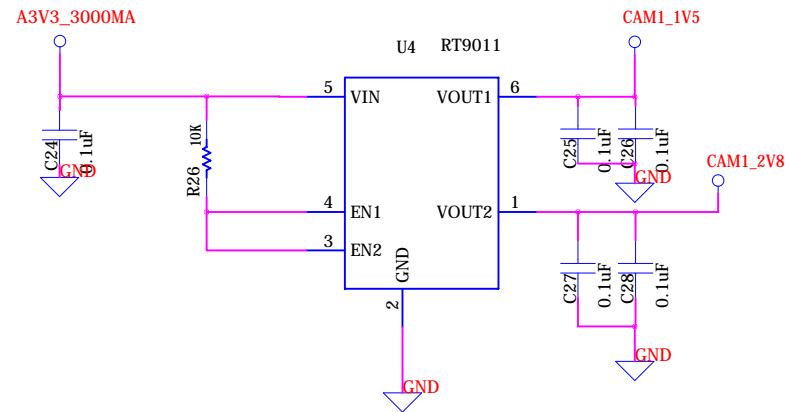 A3V3_3000MA
U4 RT9011
CAM1_1V5
5 VIN VOUT1 6
C24 0.1uF
GND
R26 10K
C25 0.1uF
C26 0.1uF
GND
CAM1_2V8
4 EN1 VOUT2 1
3 EN2
GND
2
C27 0.1uF
C28 0.1uF
GND
GND